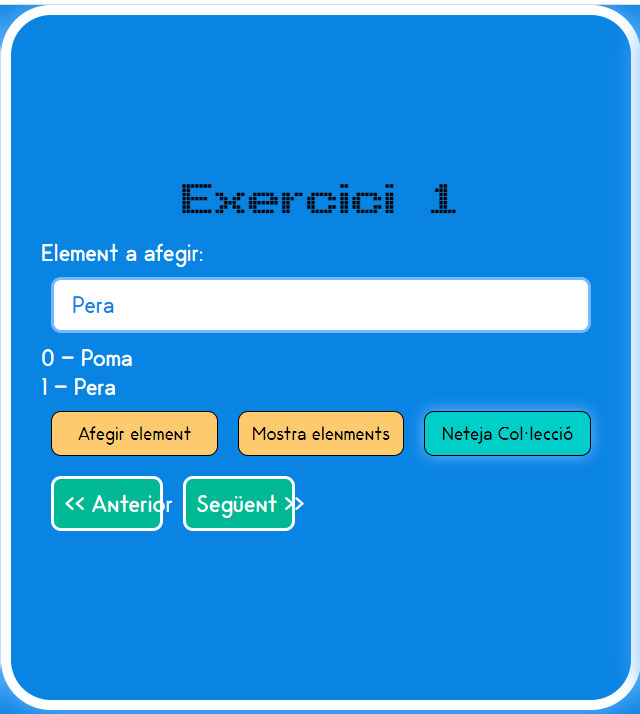 Exercici 1
Element a afegir:
Pera
0 - Poma
1 - Pera
Afegir element
Mostra elenments
Neteja Col·lecció
<< Anterior
Següent >>